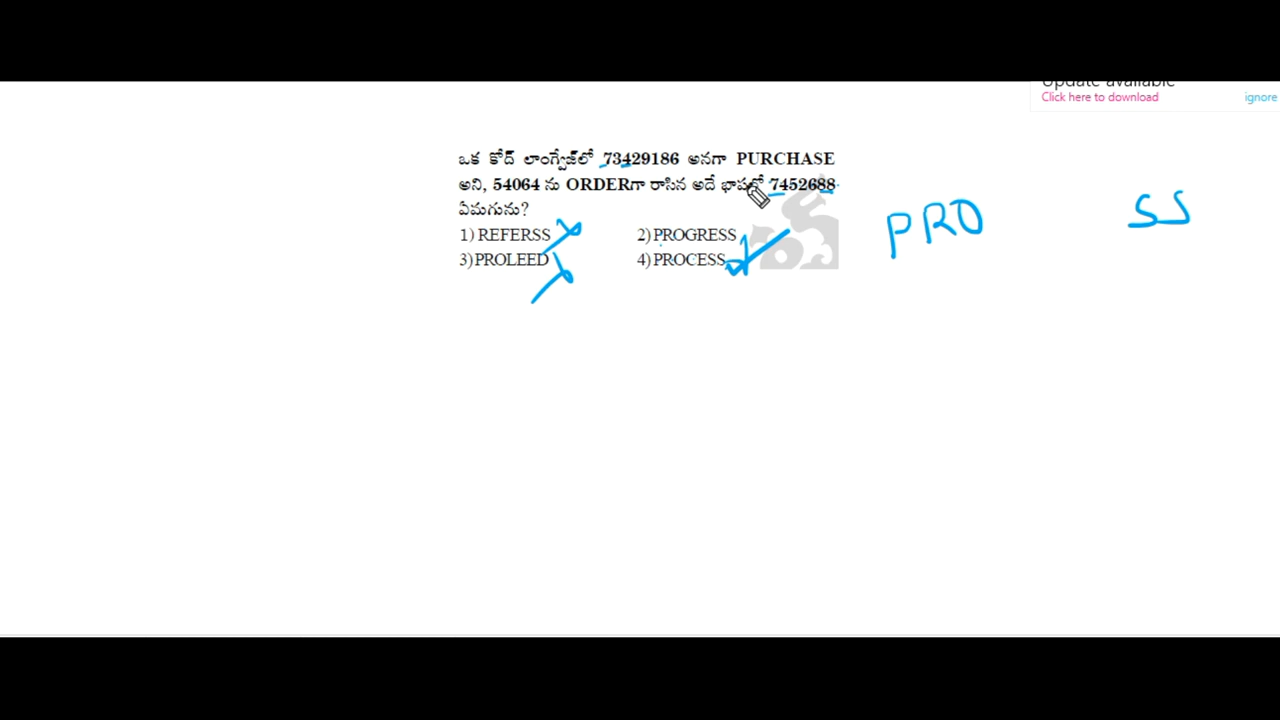 Update available
Click here to download ignore
ఒక కోద్ లాంగ్వేజ్‌లో 73429186 అనగా PURCHASE
అని, 54064 ను ORDERగా రాసిన అదే భాషలో 7452688
ఏమగును?
1) REFERSS 2) PROGRESS
3) PROLEED 4) PROCESS
PRO SS